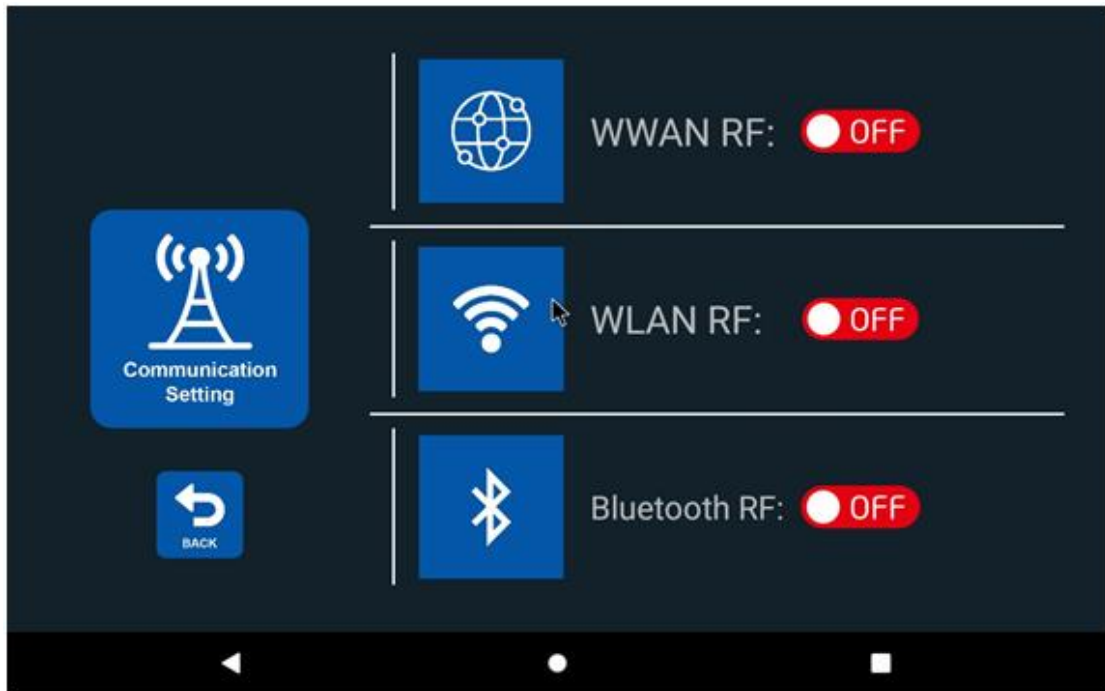 WWAN RF: OFF
WLAN RF: OFF
Communication
Setting
Bluetooth RF: OFF
BACK